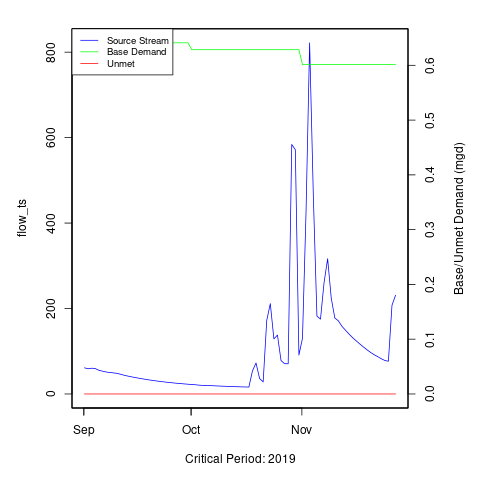 Source Stream
Base Demand
Unmet
800
600
400
200
0
flow_ts
0.6
0.5
0.4
0.3
0.2
0.1
0.0
Base/Unmet Demand (mgd)
Sep Oct Nov
Critical Period: 2019